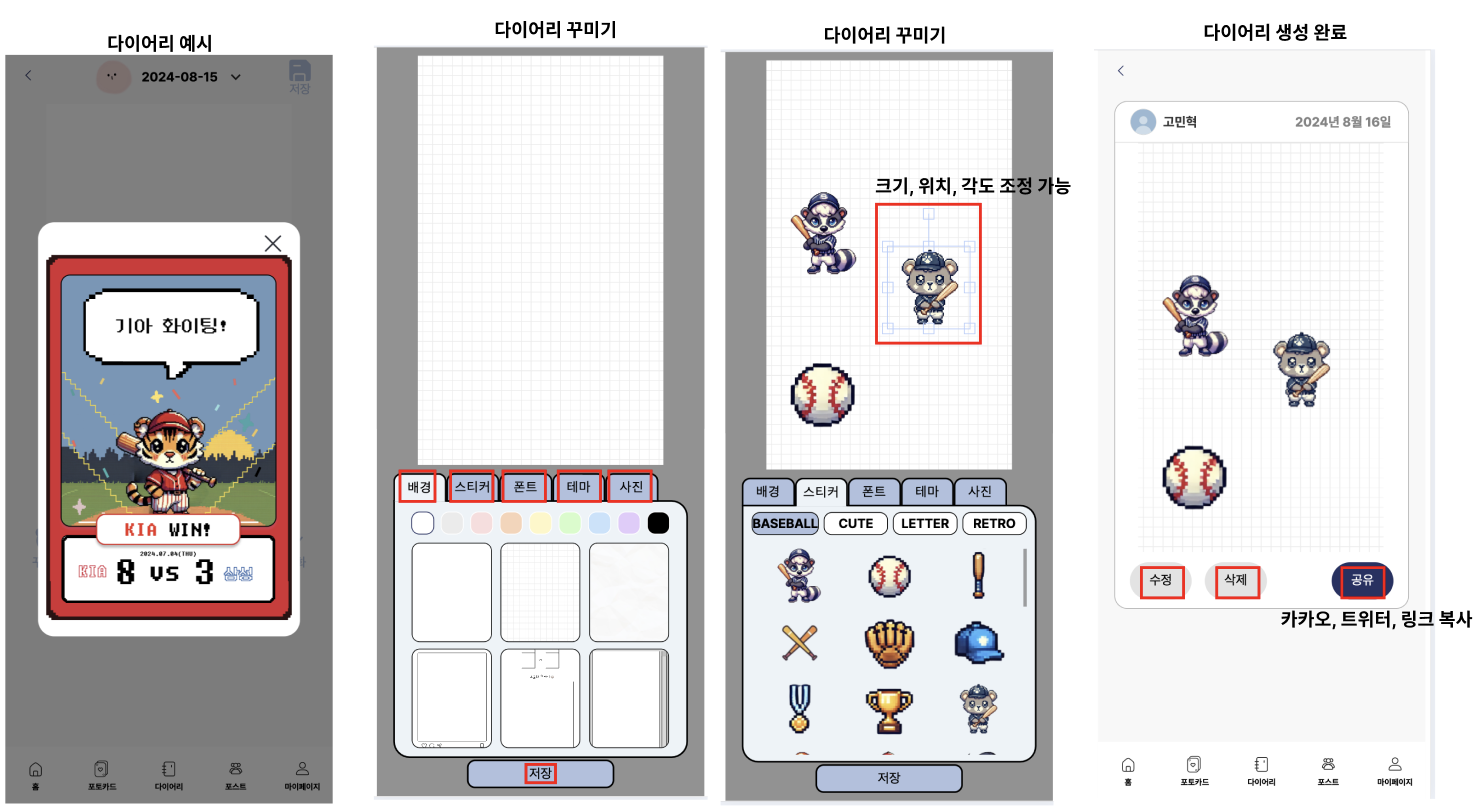 다이어리 예시
2024-08-15
저장
기아 화이팅!
KIA WIN!
2024.07.04(THU)
KIA 8 VS 3 삼성
홈
포토카드
다이어리
포스트
마이페이지
다이어리 꾸미기
배경
스티커
폰트
테마
사진
저장
다이어리 꾸미기
크기, 위치, 각도 조정 가능
배경
스티커
폰트
테마
사진
BASEBALL
CUTE
LETTER
RETRO
저장
다이어리 생성 완료
고민혁
2024년 8월 16일
수정
삭제
공유
카카오, 트위터, 링크 복사
홈
포토카드
다이어리
포스트
마이페이지